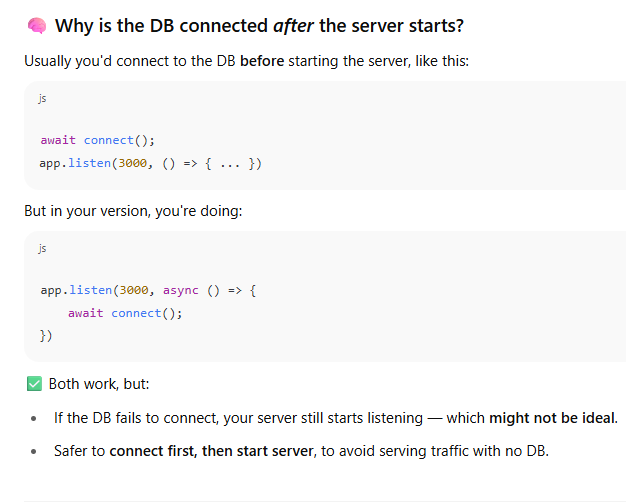 🧠 Why is the DB connected after the server starts?
Usually you'd connect to the DB before starting the server, like this:
js
await connect();
app.listen(3000, () => { ... })
But in your version, you're doing:
js
app.listen(3000, async () => {
    await connect();
})
✅ Both work, but:
• If the DB fails to connect, your server still starts listening — which might not be ideal.
• Safer to connect first, then start server, to avoid serving traffic with no DB.